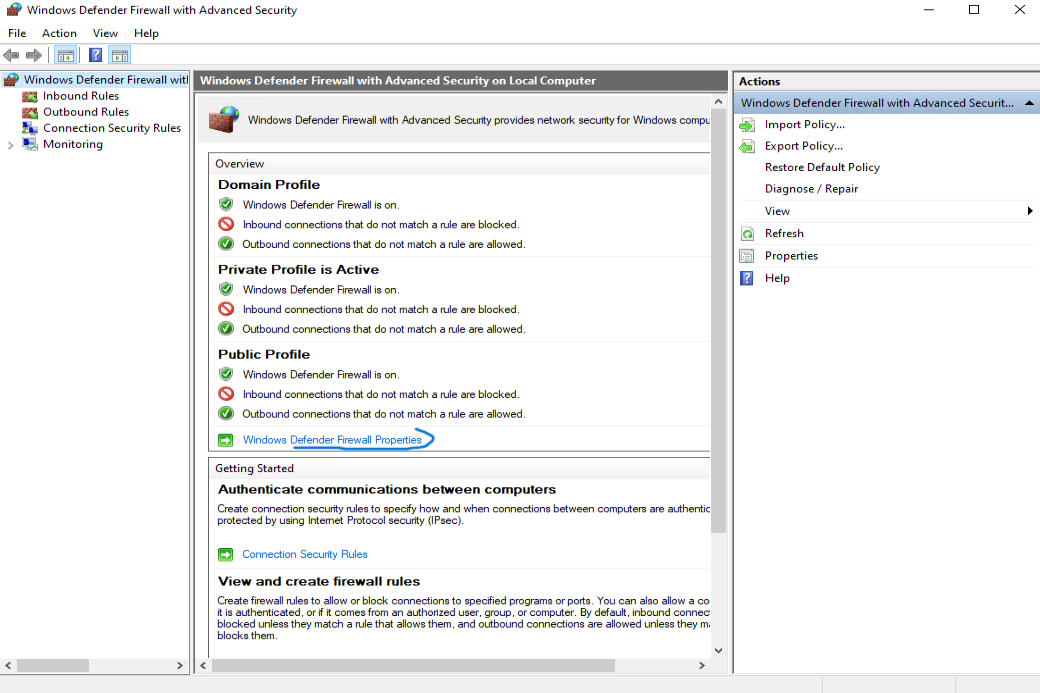 Windows Defender Firewall with Advanced Security
File Action View Help
Windows Defender Firewall wit
Inbound Rules
Outbound Rules
Connection Security Rules
Monitoring
Windows Defender Firewall with Advanced Security on Local Computer
Windows Defender Firewall with Advanced Security provides network security for Windows compu
Overview
Domain Profile
Windows Defender Firewall is on.
Inbound connections that do not match a rule are blocked.
Outbound connections that do not match a rule are allowed.
Private Profile is Active
Windows Defender Firewall is on.
Inbound connections that do not match a rule are blocked.
Outbound connections that do not match a rule are allowed.
Public Profile
Windows Defender Firewall is on.
Inbound connections that do not match a rule are blocked.
Outbound connections that do not match a rule are allowed.
Windows Defender Firewall Properties
Getting Started
Authenticate communications between computers
Create connection security rules to specify how and when connections between computers are authentic
protected by using Internet Protocol security (IPsec).
Connection Security Rules
View and create firewall rules
Create firewall rules to allow or block connections to specified programs or ports. You can also allow a co
it is authenticated, or if it comes from an authorized user, group, or computer. By default, inbound connec
blocked unless they match a rule that allows them, and outbound connections are allowed unless they ma
blocks them.
Actions
Windows Defender Firewall with Advanced Securit...
Import Policy...
Export Policy...
Restore Default Policy
Diagnose / Repair
View
Refresh
Properties
Help